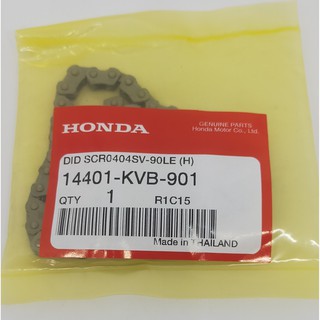 HONDA
GENUINE PARTS
Honda Motor Co., Ltd.
DID SCR0404SV-90LE (H)
14401-KVB-901
QTY 1 R1C15
Made in THAILAND